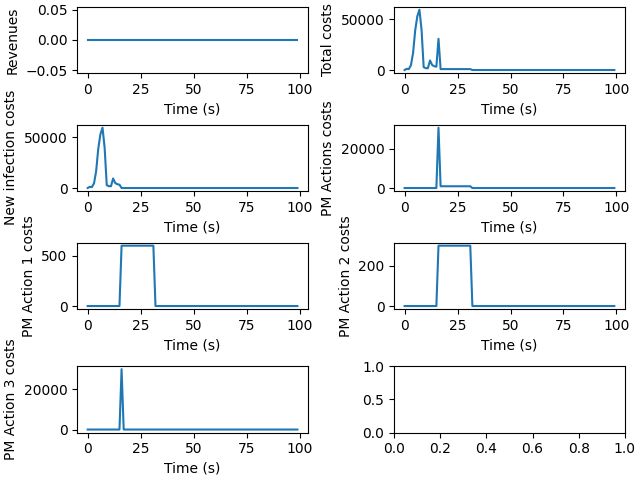 Revenues
0.05
0.00
−0.05
0 25 50 75 100
Time (s)
Total costs
50000
0
0 25 50 75 100
Time (s)
New infection costs
50000
0
0 25 50 75 100
Time (s)
PM Actions costs
20000
0
0 25 50 75 100
Time (s)
PM Action 1 costs
500
0
0 25 50 75 100
Time (s)
PM Action 2 costs
200
0
0 25 50 75 100
Time (s)
PM Action 3 costs
20000
0
0 25 50 75 100
Time (s)
1.0
0.5
0.0
0.0 0.2 0.4 0.6 0.8 1.0